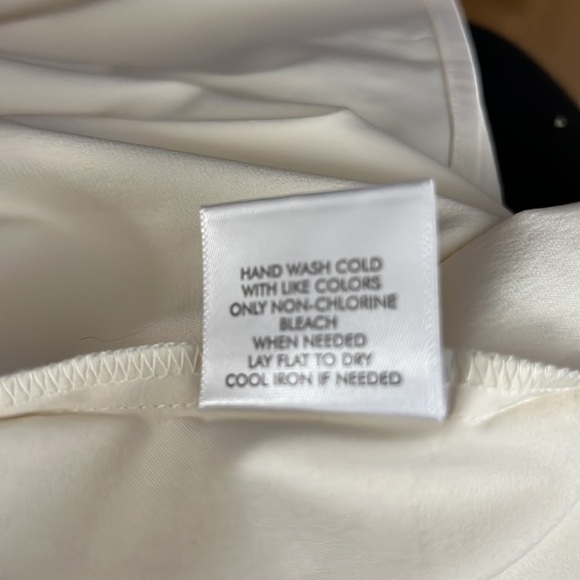 HAND WASH COLD
WITH LIKE COLORS
ONLY NON-CHLORINE
BLEACH
WHEN NEEDED
LAY FLAT TO DRY
COOL IRON IF NEEDED